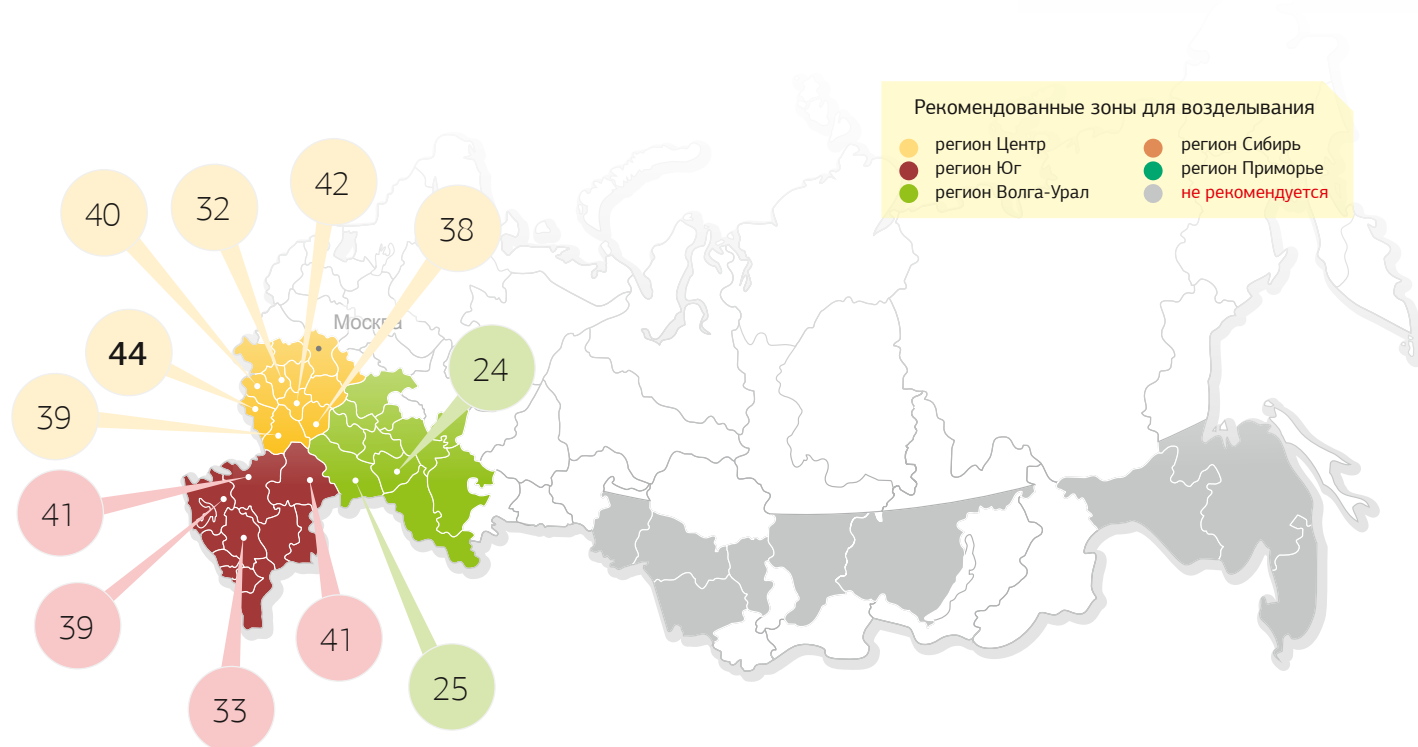 Рекомендованные зоны для возделывания
регион Центр
регион Сибирь
регион Юг
регион Приморье
регион Волга-Урал
не рекомендуется
42
40
32
38
Москва
44
24
39
41
39
41
25
33